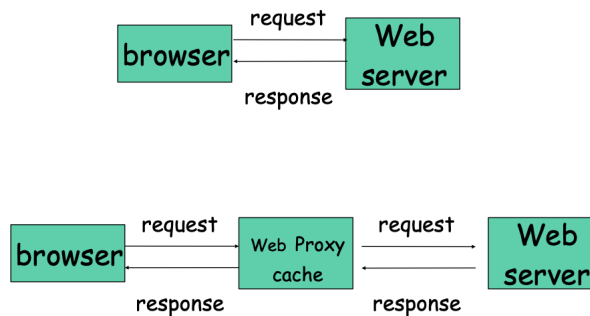 request
browser
Web
server
response
request
request
browser
Web Proxy
cache
Web
server
response
response